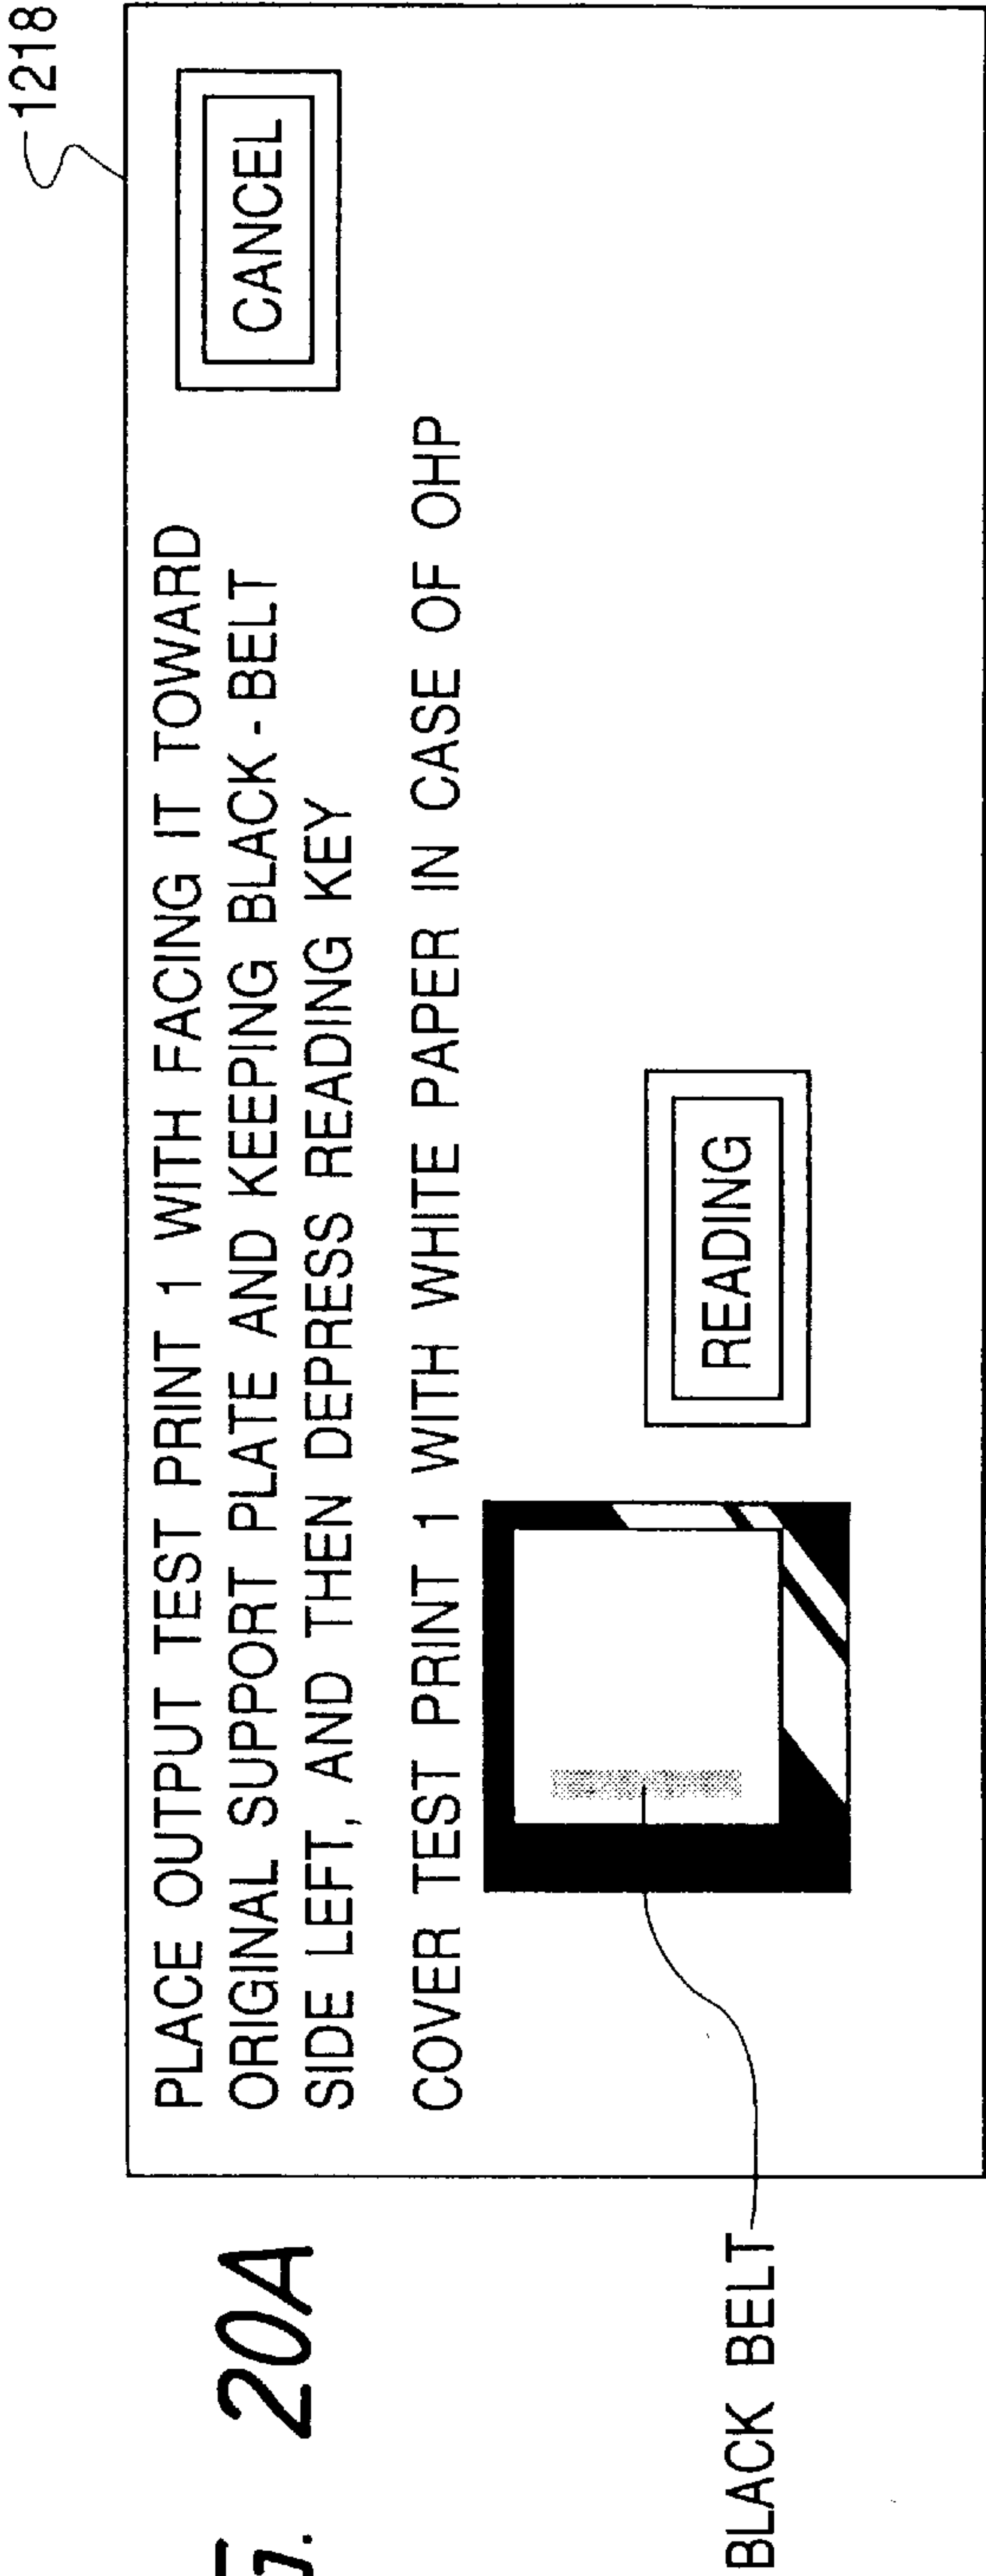 20A
1218
PLACE OUTPUT TEST PRINT 1 WITH FACING IT TOWARD
ORIGINAL SUPPORT PLATE AND KEEPING BLACK - BELT
SIDE LEFT, AND THEN DEPRESS READING KEY
CANCEL
COVER TEST PRINT 1 WITH WHITE PAPER IN CASE OF OHP
READING
BLACK BELT